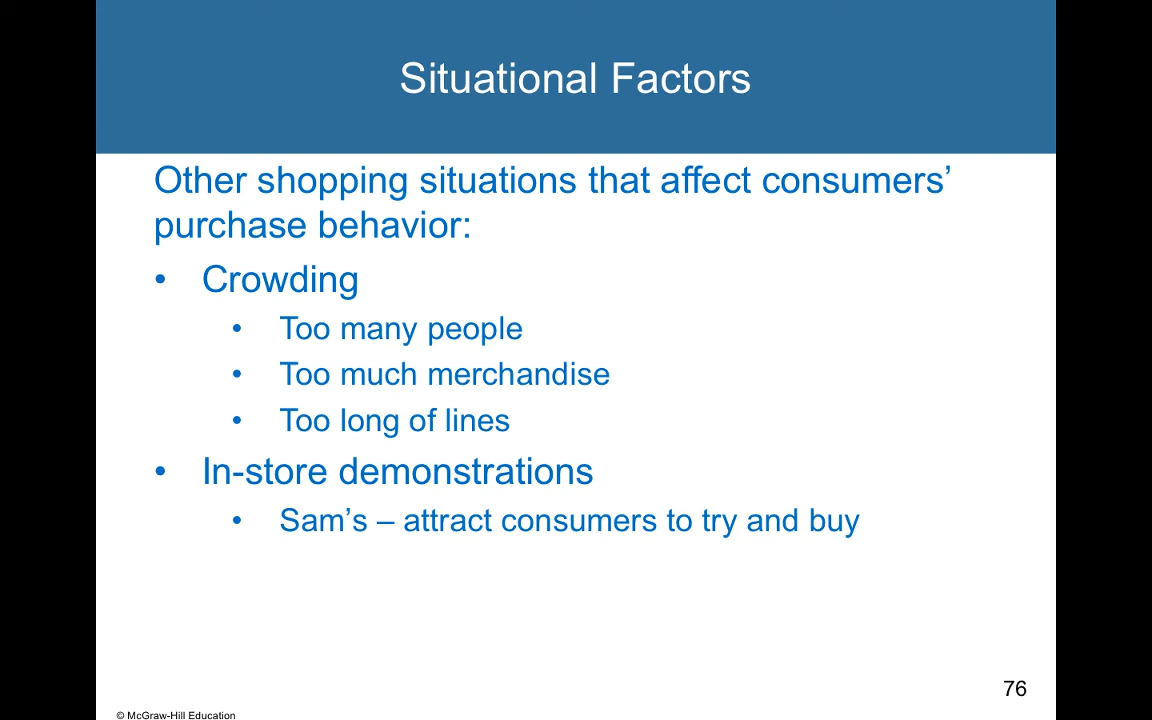 Situational Factors
Other shopping situations that affect consumers’
purchase behavior:
• Crowding
• Too many people
• Too much merchandise
• Too long of lines
• In-store demonstrations
• Sam’s – attract consumers to try and buy
76
© McGraw-Hill Education